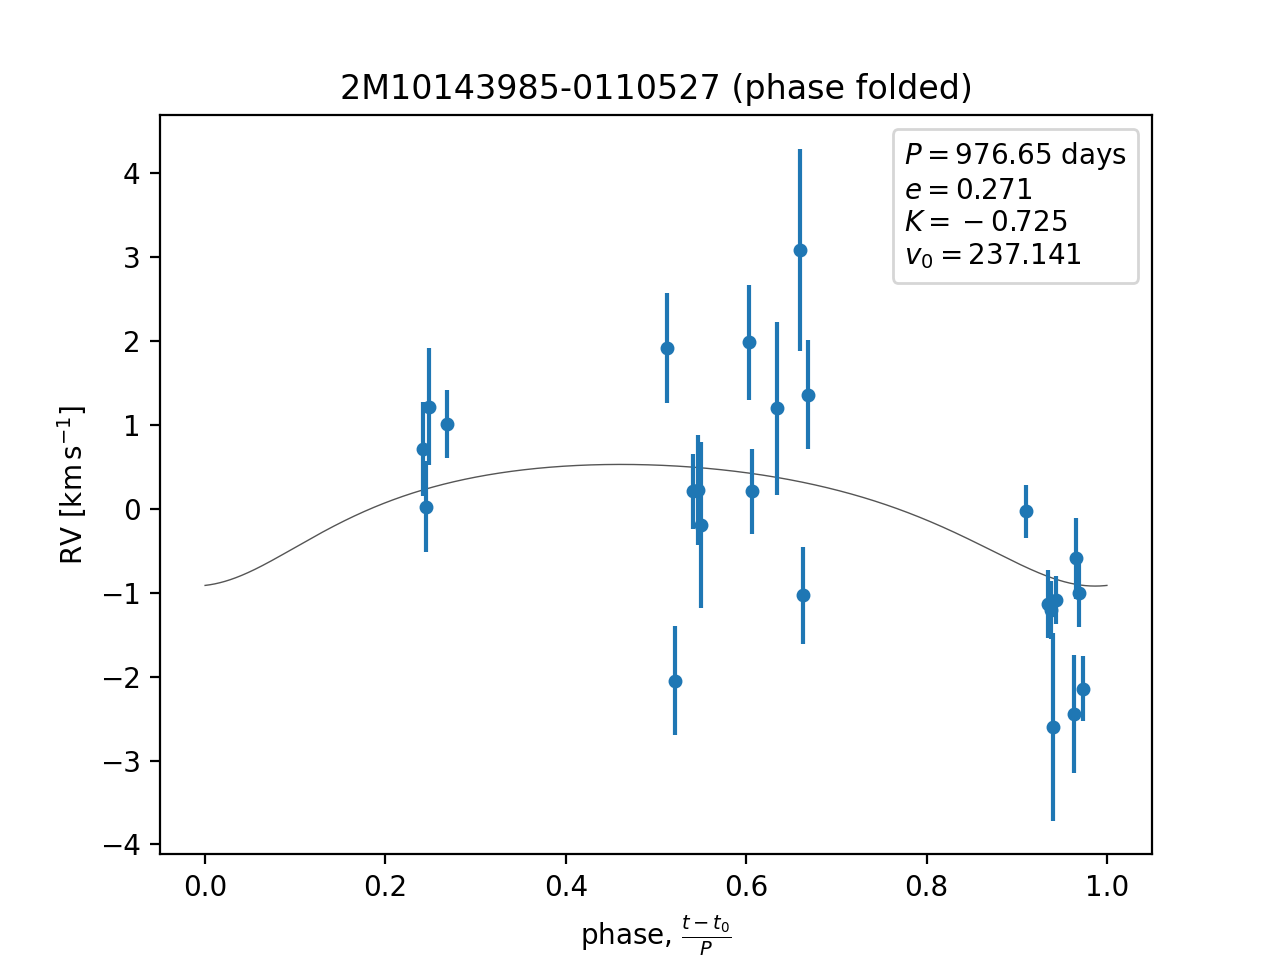 2M10143985-0110527 (phase folded)
P = 976.65 days
e = 0.271
K = −0.725
v₀ = 237.141
4
3
2
1
0
−1
−2
−3
−4
RV [km s⁻¹]
0.0 0.2 0.4 0.6 0.8 1.0
phase, (t − t₀)/P